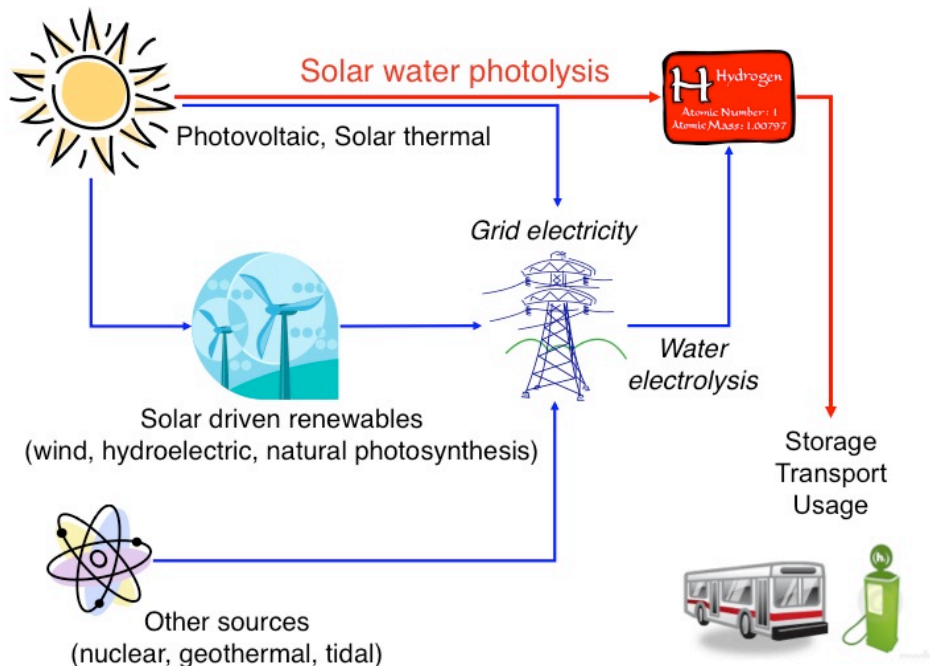 Solar water photolysis
H Hydrogen
Atomic Number: 1
Atomic Mass: 1.00797
Photovoltaic, Solar thermal
Grid electricity
Water
electrolysis
Solar driven renewables
(wind, hydroelectric, natural photosynthesis)
Storage
Transport
Usage
Other sources
(nuclear, geothermal, tidal)